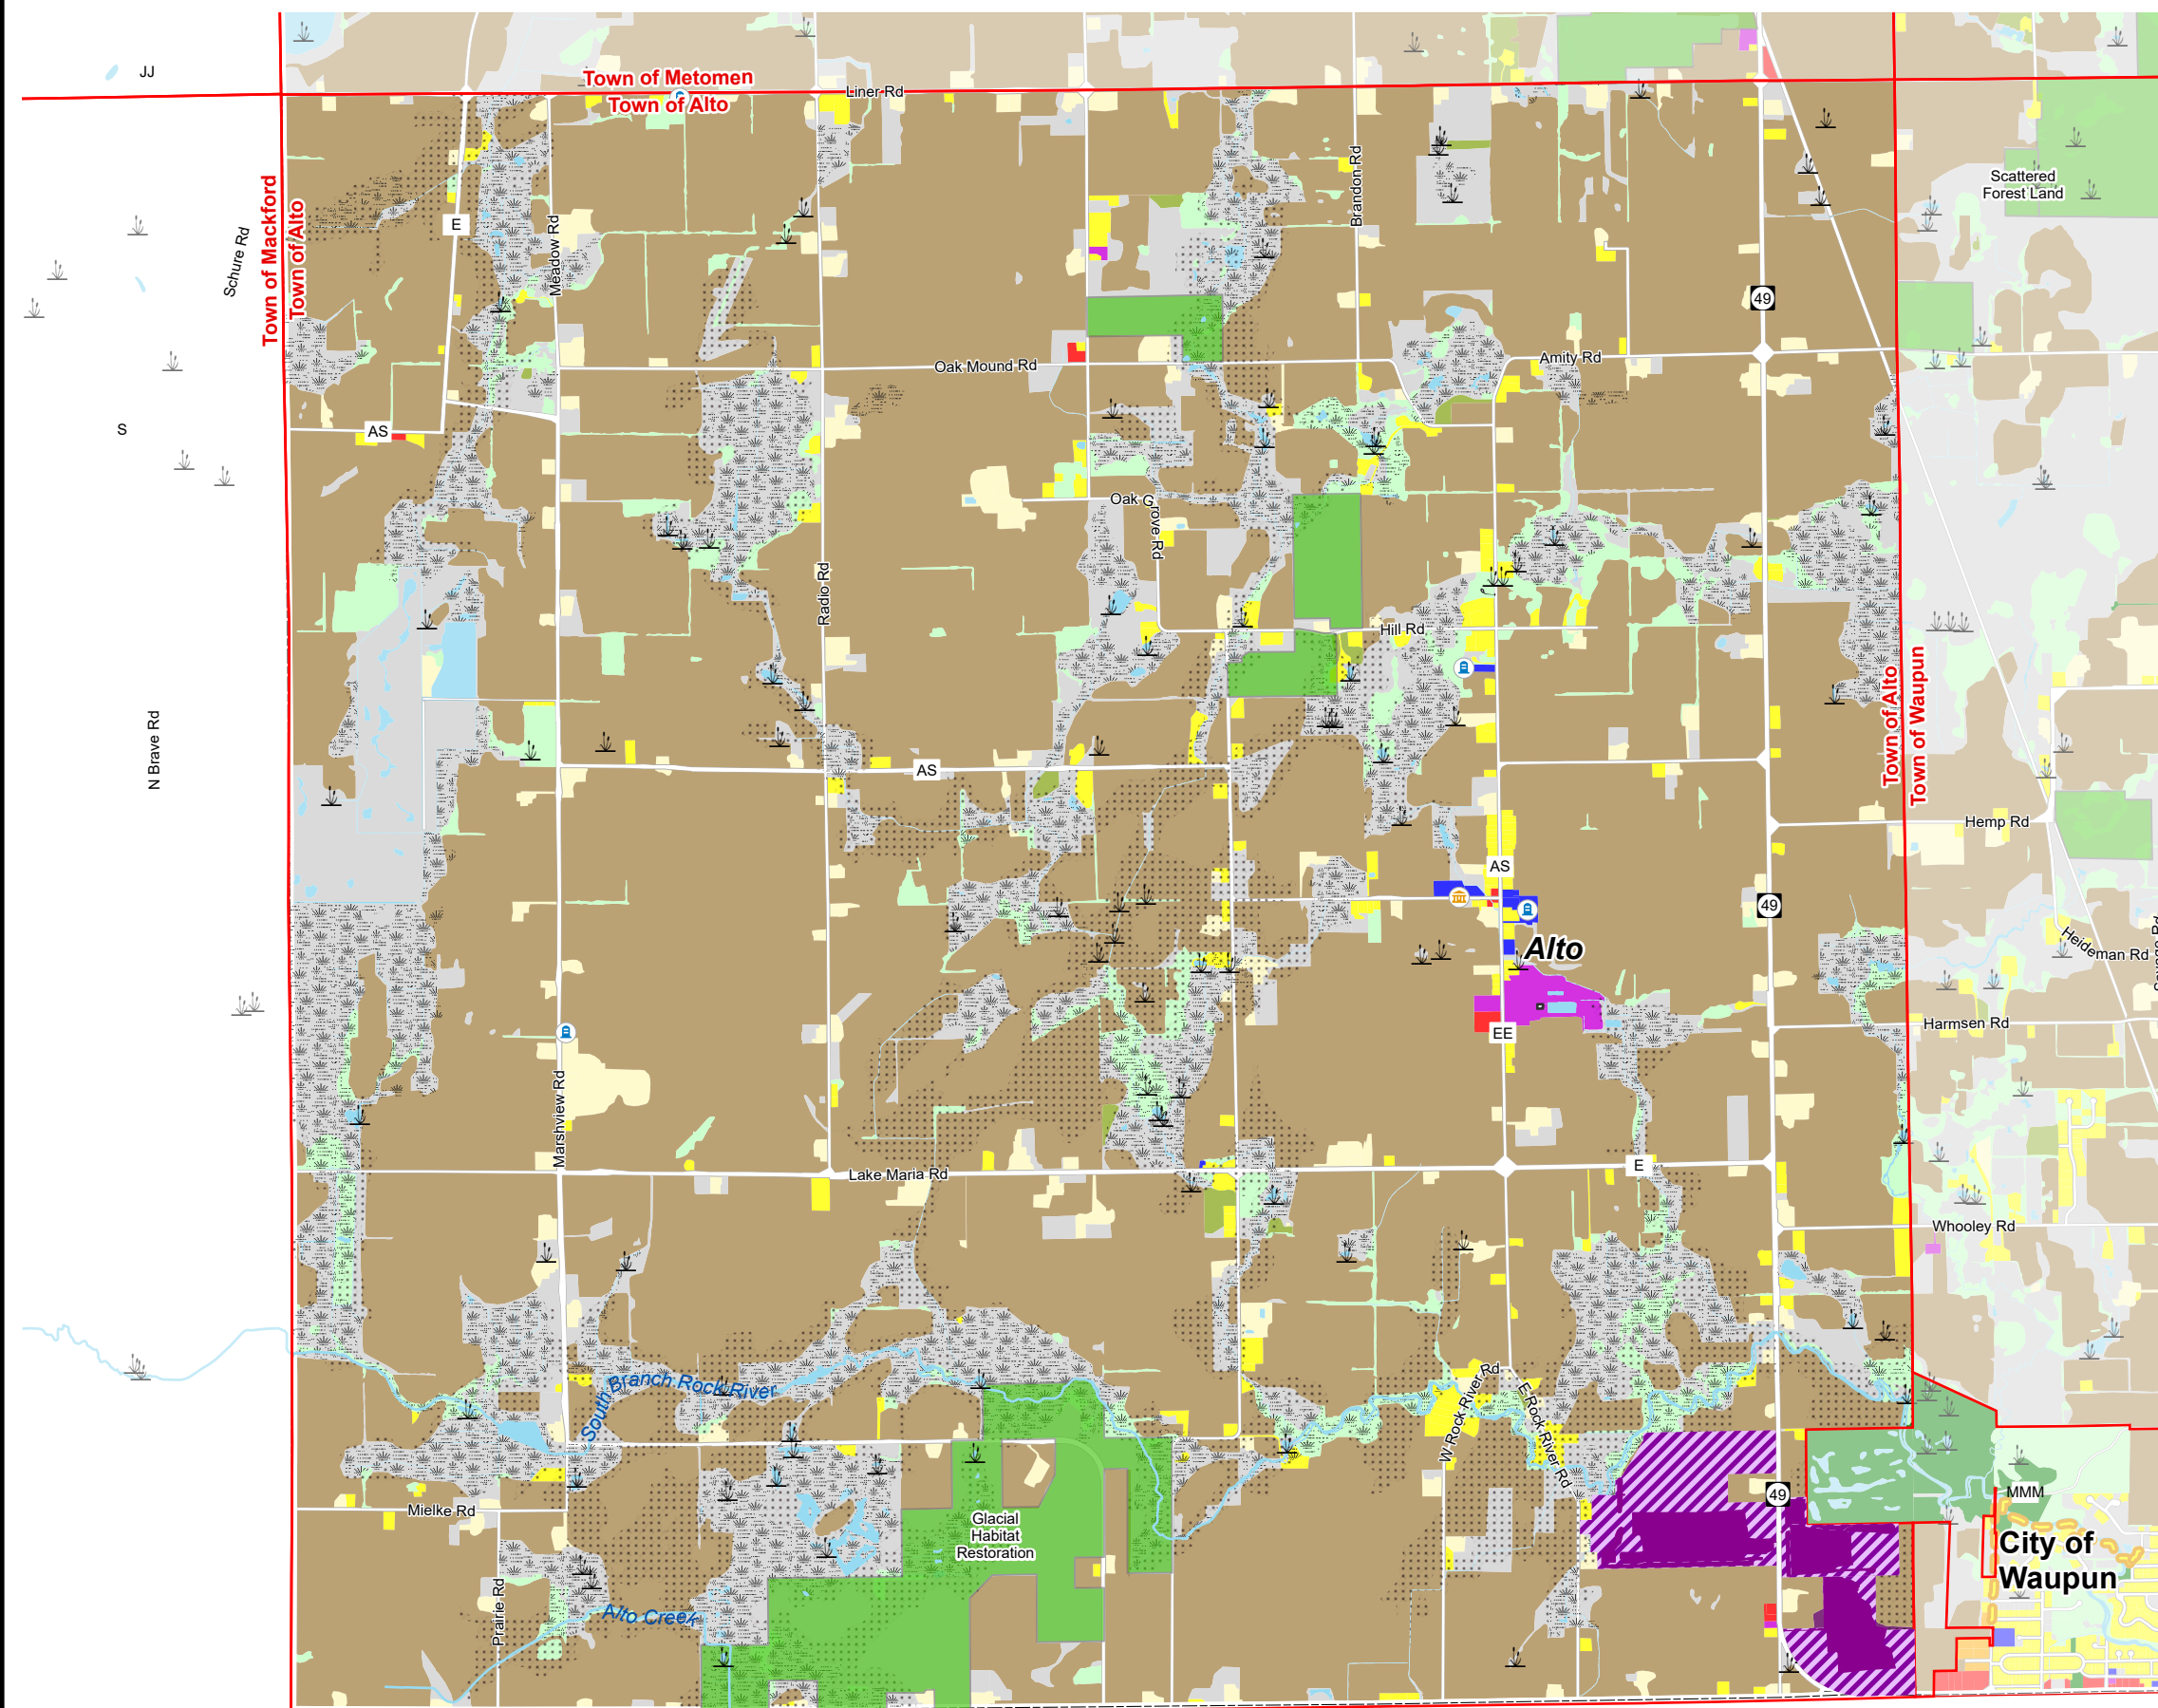 JJ
Town of Metomen
Town of Alto
Liner Rd
Schure Rd
Town of Mackford
Town of Alto
E
Meadow Rd
Brandon Rd
Scattered
Forest Land
49
Oak Mound Rd
Amity Rd
S
AS
Oak Grove Rd
Radio Rd
Hill Rd
Town of Alto
Town of Waupun
N Brave Rd
AS
Hemp Rd
AS
49
Alto
Heideman Rd
Harmsen Rd
EE
Marshview Rd
Lake Maria Rd
E
Whooley Rd
South Branch Rock River
W Rock River Rd
E Rock River Rd
49
MMM
Mielke Rd
Glacial
Habitat
Restoration
City of
Waupun
Prairie Rd
Alto Creek